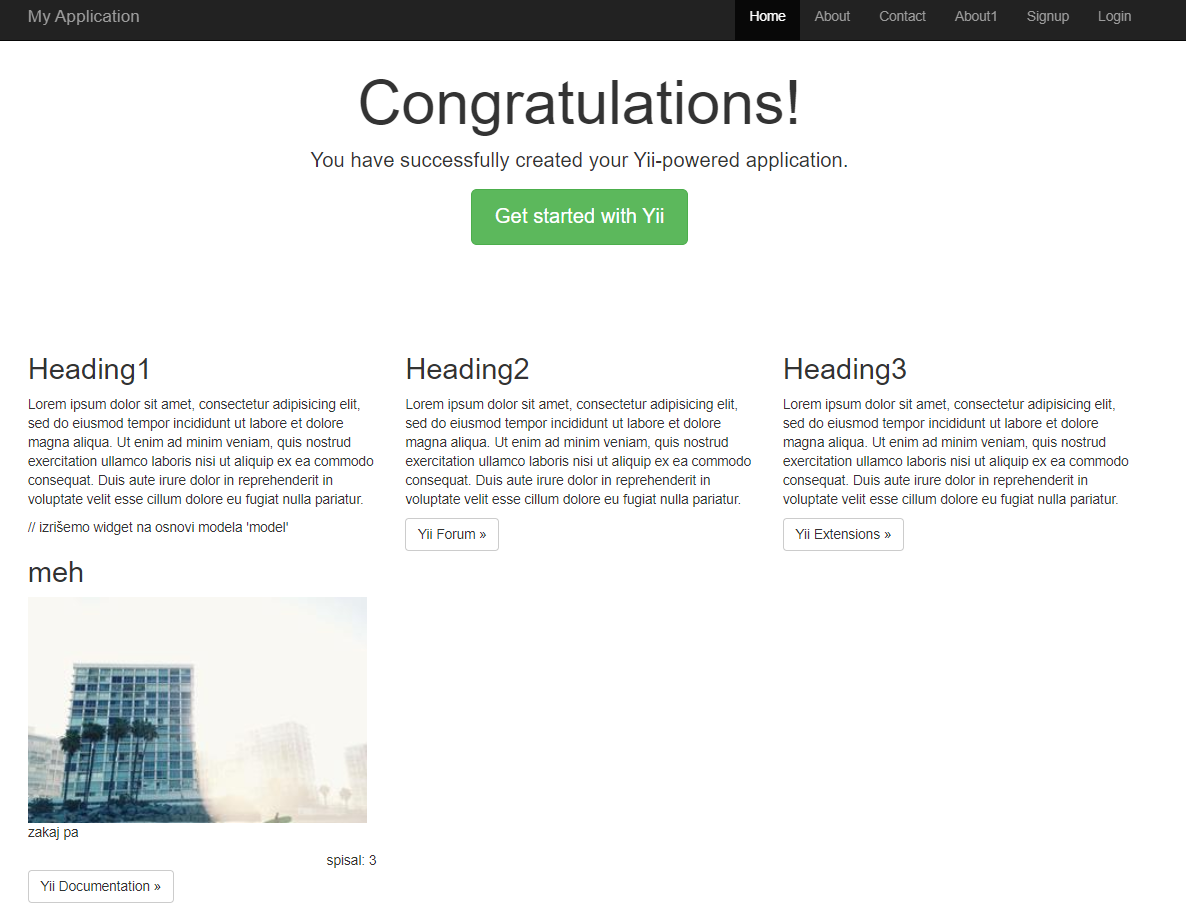 My Application
Home About Contact About1 Signup Login
Congratulations!
You have successfully created your Yii-powered application.
Get started with Yii
Heading1
Lorem ipsum dolor sit amet, consectetur adipisicing elit,
sed do eiusmod tempor incididunt ut labore et dolore
magna aliqua. Ut enim ad minim veniam, quis nostrud
exercitation ullamco laboris nisi ut aliquip ex ea commodo
consequat. Duis aute irure dolor in reprehenderit in
voluptate velit esse cillum dolore eu fugiat nulla pariatur.
// izrišemo widget na osnovi modela 'model'
meh
zakaj pa
spisal: 3
Yii Documentation »
Heading2
Lorem ipsum dolor sit amet, consectetur adipisicing elit,
sed do eiusmod tempor incididunt ut labore et dolore
magna aliqua. Ut enim ad minim veniam, quis nostrud
exercitation ullamco laboris nisi ut aliquip ex ea commodo
consequat. Duis aute irure dolor in reprehenderit in
voluptate velit esse cillum dolore eu fugiat nulla pariatur.
Yii Forum »
Heading3
Lorem ipsum dolor sit amet, consectetur adipisicing elit,
sed do eiusmod tempor incididunt ut labore et dolore
magna aliqua. Ut enim ad minim veniam, quis nostrud
exercitation ullamco laboris nisi ut aliquip ex ea commodo
consequat. Duis aute irure dolor in reprehenderit in
voluptate velit esse cillum dolore eu fugiat nulla pariatur.
Yii Extensions »